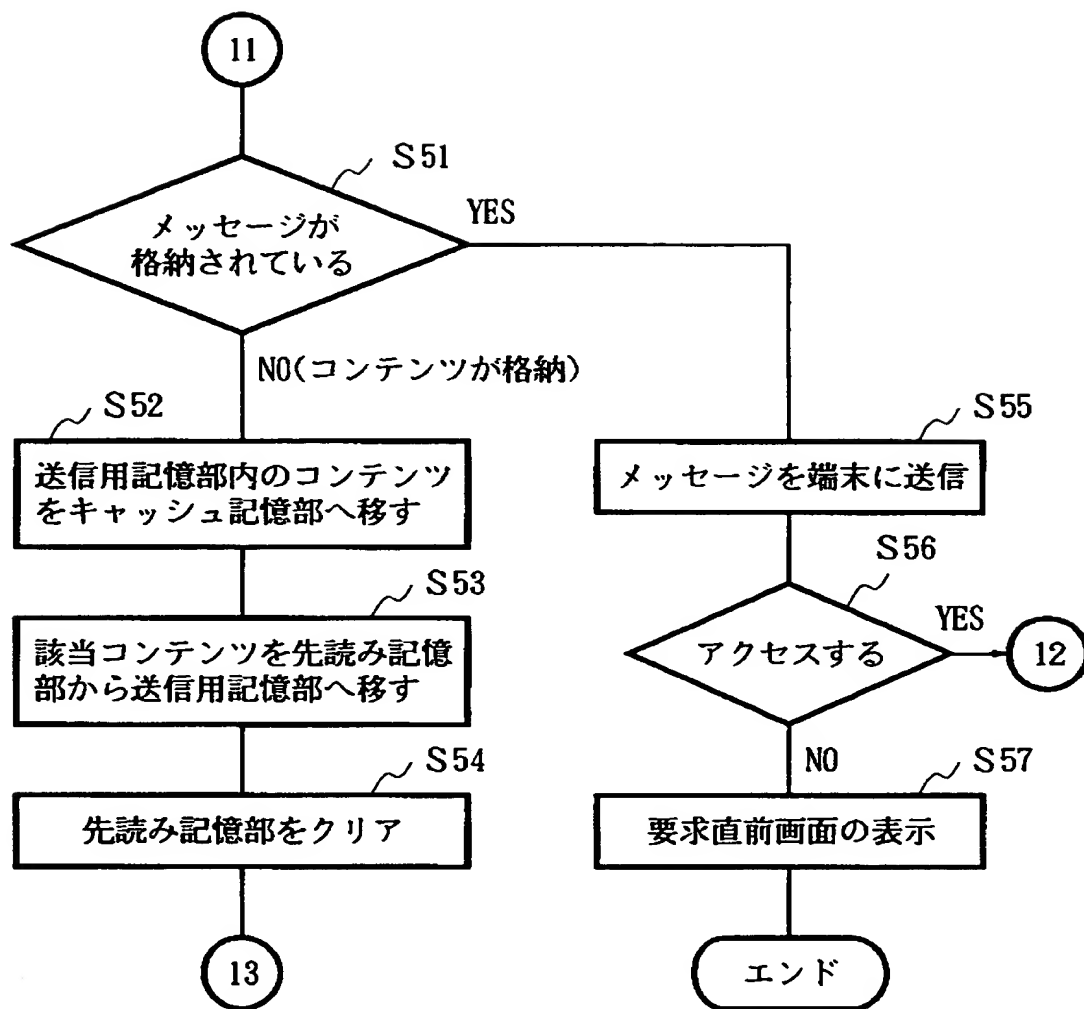 11
S51
メッセージが
格納されている
YES
NO(コンテンツが格納)
S52
送信用記憶部内のコンテンツ
をキャッシュ記憶部へ移す
S53
該当コンテンツを先読み記憶
部から送信用記憶部へ移す
S54
先読み記憶部をクリア
13
S55
メッセージを端末に送信
S56
アクセスする
YES
12
NO
S57
要求直前画面の表示
エンド